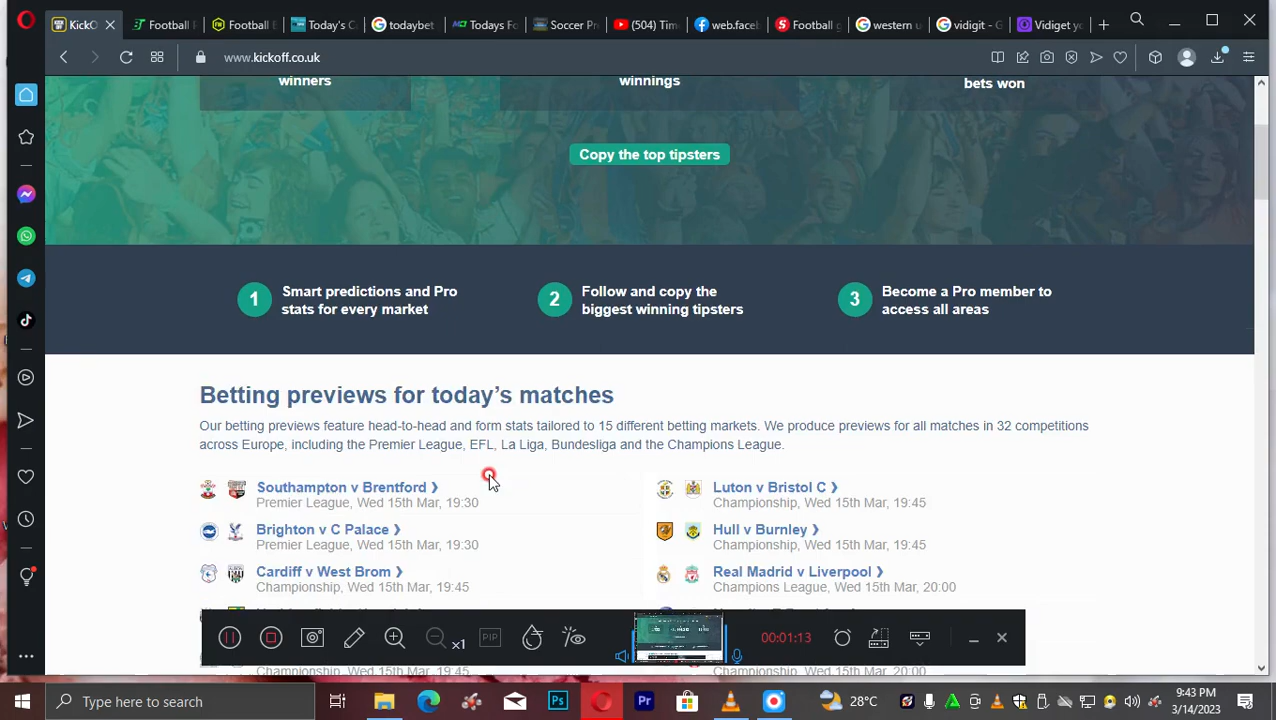 KickO
Football F
Football B
Today's C
todaybet
Todays Fo
Soccer Pr
(504) Tim
web.face
Football g
western u
vidigit - G
Vidget yo
www.kickoff.co.uk
winners
winnings
bets won
Copy the top tipsters
1 Smart predictions and Pro
stats for every market
2 Follow and copy the
biggest winning tipsters
3 Become a Pro member to
access all areas
Betting previews for today's matches
Our betting previews feature head-to-head and form stats tailored to 15 different betting markets. We produce previews for all matches in 32 competitions
across Europe, including the Premier League, EFL, La Liga, Bundesliga and the Champions League.
Southampton v Brentford ❯
Premier League, Wed 15th Mar, 19:30
Luton v Bristol C ❯
Championship, Wed 15th Mar, 19:45
Brighton v C Palace ❯
Premier League, Wed 15th Mar, 19:30
Hull v Burnley ❯
Championship, Wed 15th Mar, 19:45
Cardiff v West Brom ❯
Championship, Wed 15th Mar, 19:45
Real Madrid v Liverpool ❯
Champions League, Wed 15th Mar, 20:00
x1
PIP
00:01:13
Type here to search
Ps
Pr
28°C
9:43 PM
3/14/2023